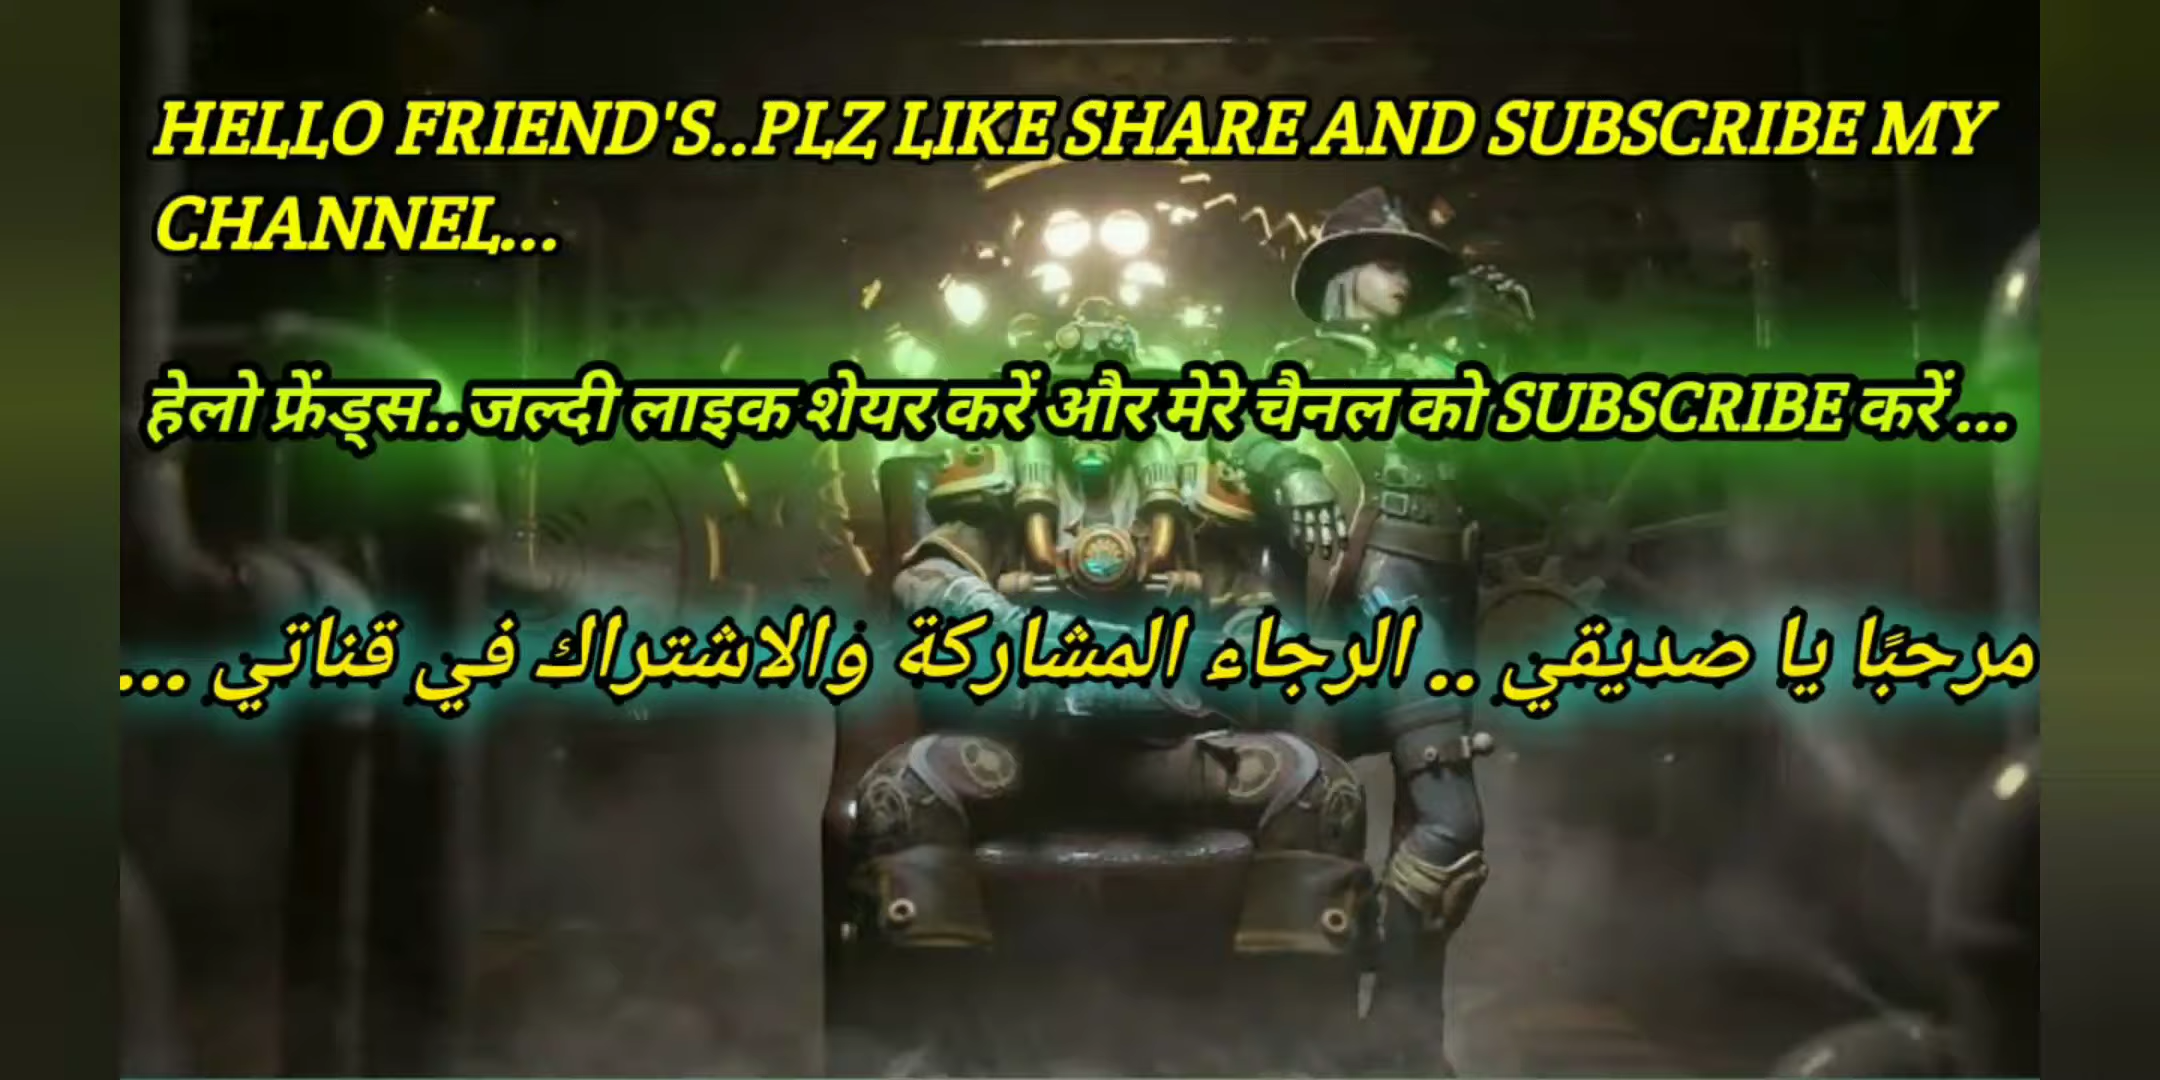 HELLO FRIEND'S..PLZ LIKE SHARE AND SUBSCRIBE MY
CHANNEL...
हेलो फ्रेंड्स..जल्दी लाइक शेयर करें और मेरे चैनल को SUBSCRIBE करें...
مرحبًا يا صديقي .. الرجاء المشاركة والاشتراك في قناتي ...